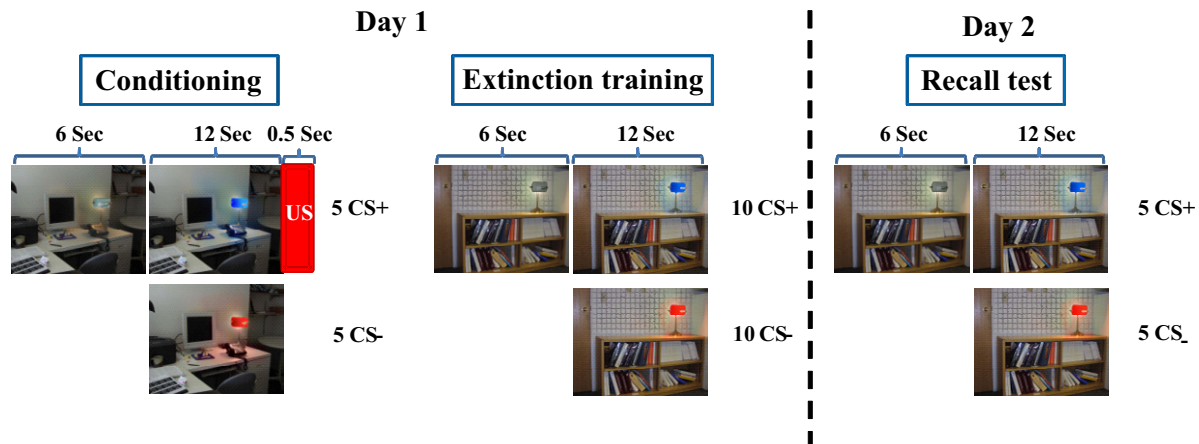 Day 1
Day 2
Conditioning
Extinction training
Recall test
6 Sec 12 Sec 0.5 Sec
6 Sec 12 Sec
6 Sec 12 Sec
US
5 CS+
10 CS+
5 CS+
5 CS-
10 CS-
5 CS-